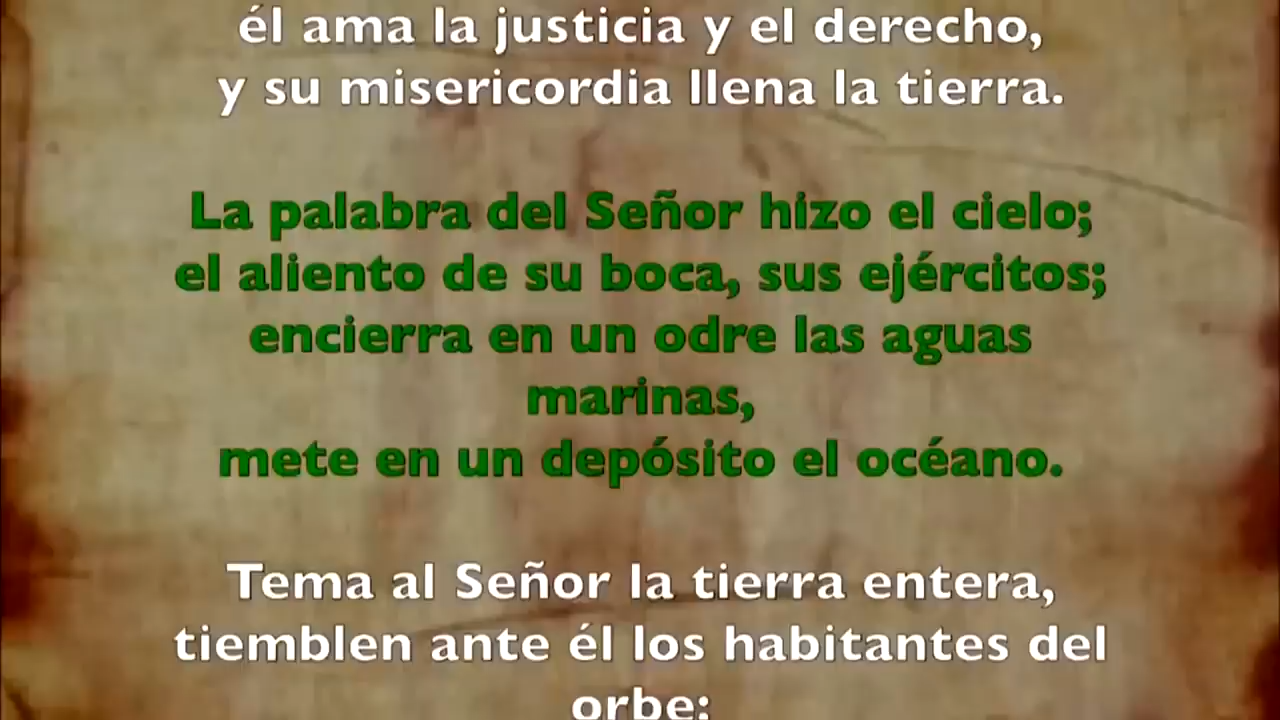 él ama la justicia y el derecho,
y su misericordia llena la tierra.
La palabra del Señor hizo el cielo;
el aliento de su boca, sus ejércitos;
encierra en un odre las aguas
marinas,
mete en un depósito el océano.
Tema al Señor la tierra entera,
tiemblen ante él los habitantes del
orbe: